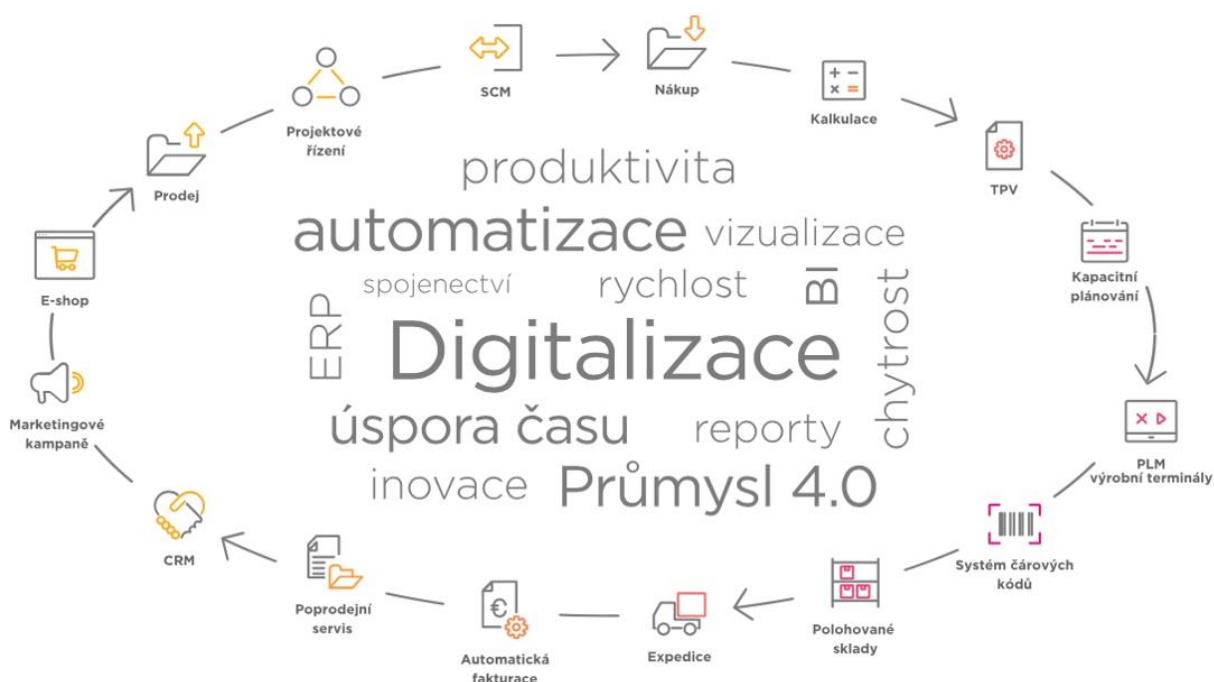 SCM
Nákup
Projektové
řízení
Kalkulace
Prodej
TPV
E-shop
Kapacitní
plánování
Marketingové
kampaně
PLM
výrobní terminály
CRM
Systém čárových
kódů
Poprodejní
servis
Automatická
fakturace
Expedice
Polohované
sklady
produktivita
automatizace
vizualizace
spojenectví
rychlost
BI
ERP
Digitalizace
chytrost
úspora času
reporty
inovace
Průmysl 4.0